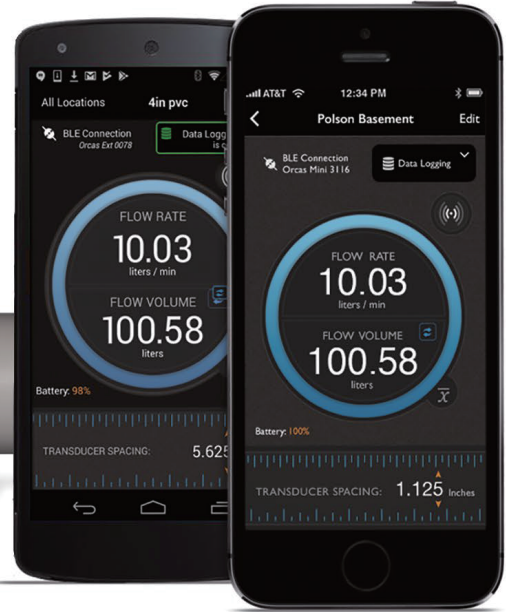 All Locations
4in pvc
BLE Connection
Orcas Ext 0078
Data Logg
is c
FLOW RATE
10.03
liters / min
FLOW VOLUME
100.58
liters
Battery: 98%
TRANSDUCER SPACING:
5.625
AT&T
12:34 PM
Polson Basement
Edit
BLE Connection
Orcas Mini 3116
Data Logging
FLOW RATE
10.03
liters / min
FLOW VOLUME
100.58
liters
x̅
Battery: 100%
TRANSDUCER SPACING:
1.125 Inches